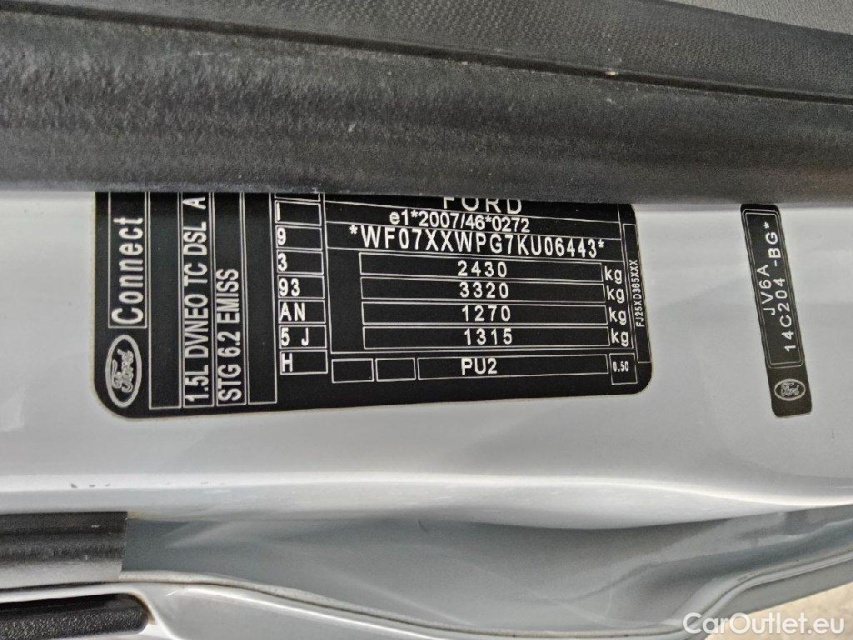 Ford
Connect
1.5L DVNEO TC DSL A
STG 6.2 EMISS
I
9
3
93
AN
5 J
H
FORD
e1*2007/46*0272
*WF07XXWPG7KU06443*
2430 kg
3320 kg
1270 kg
1315 kg
PU2
0.50
FJ25XD365XXX
JV6A
14C204 -BG*
Ford
CarOutlet.eu